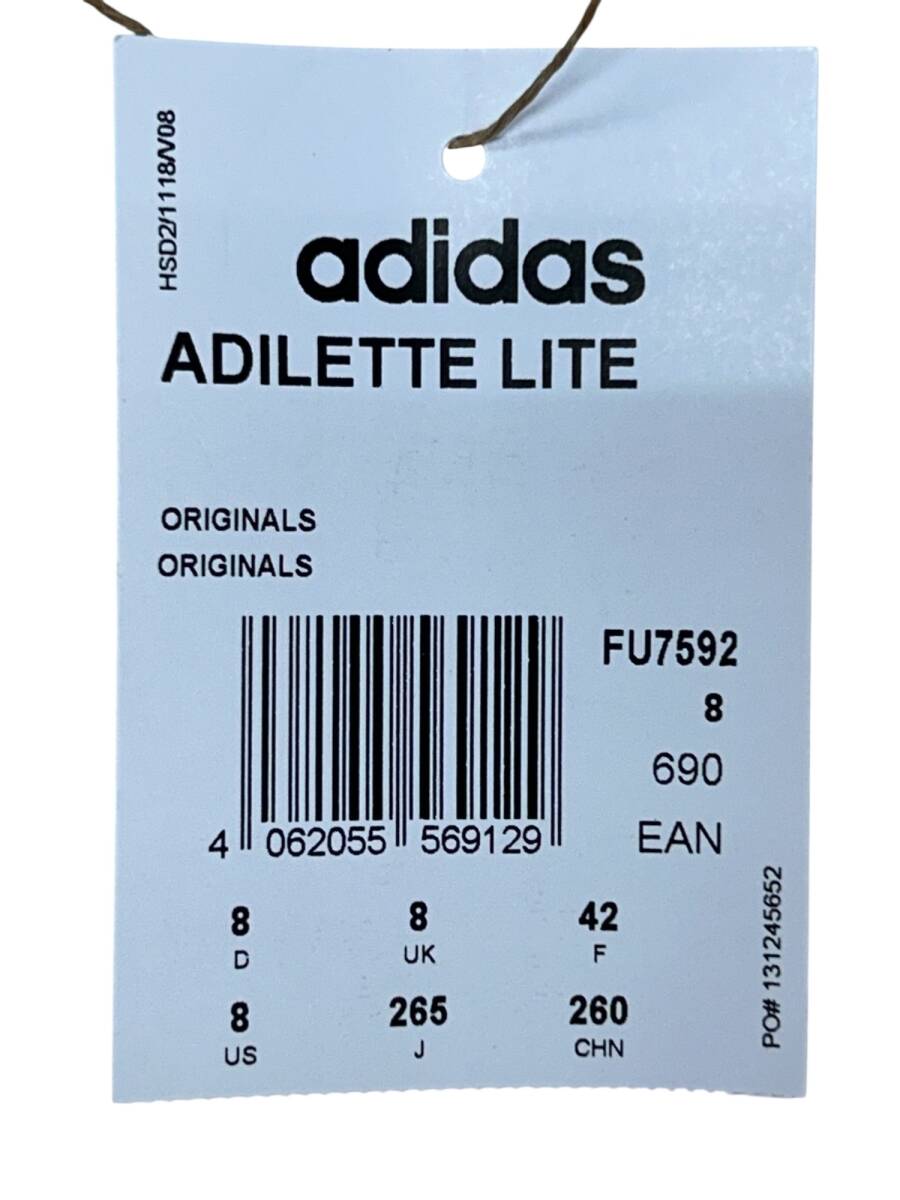 HSD2/1118/V08
adidas
ADILETTE LITE
ORIGINALS
ORIGINALS
FU7592
8
690
EAN
4 062055 569129
8 8 42
D UK F
8 265 260
US J CHN
PO# 131245652